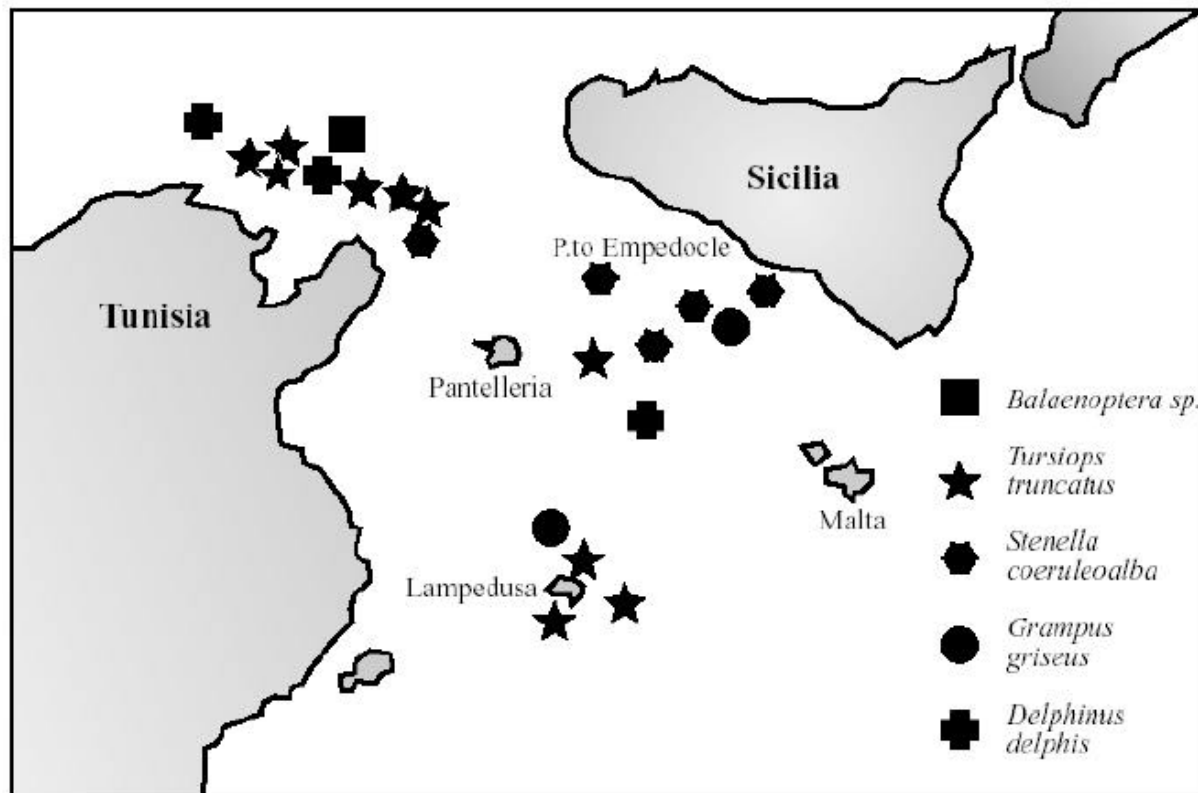 Sicilia
P.to Empedocle
Tunisia
Pantelleria
Balaenoptera sp.
Tursiops
truncatus
Malta
Stenella
coeruleoalba
Lampedusa
Grampus
griseus
Delphinus
delphis